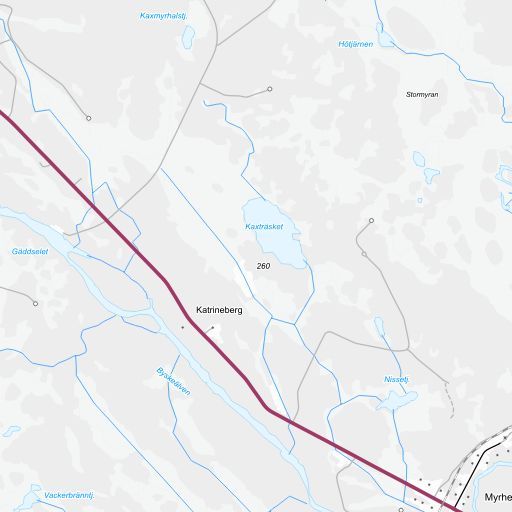 Kaxmyrhalstj.
Hötjärnen
Stormyran
Kaxträsket
Gäddselet
260
Katrineberg
Byskeälven
Nissetj.
Vackerbränntj.
Myrhe